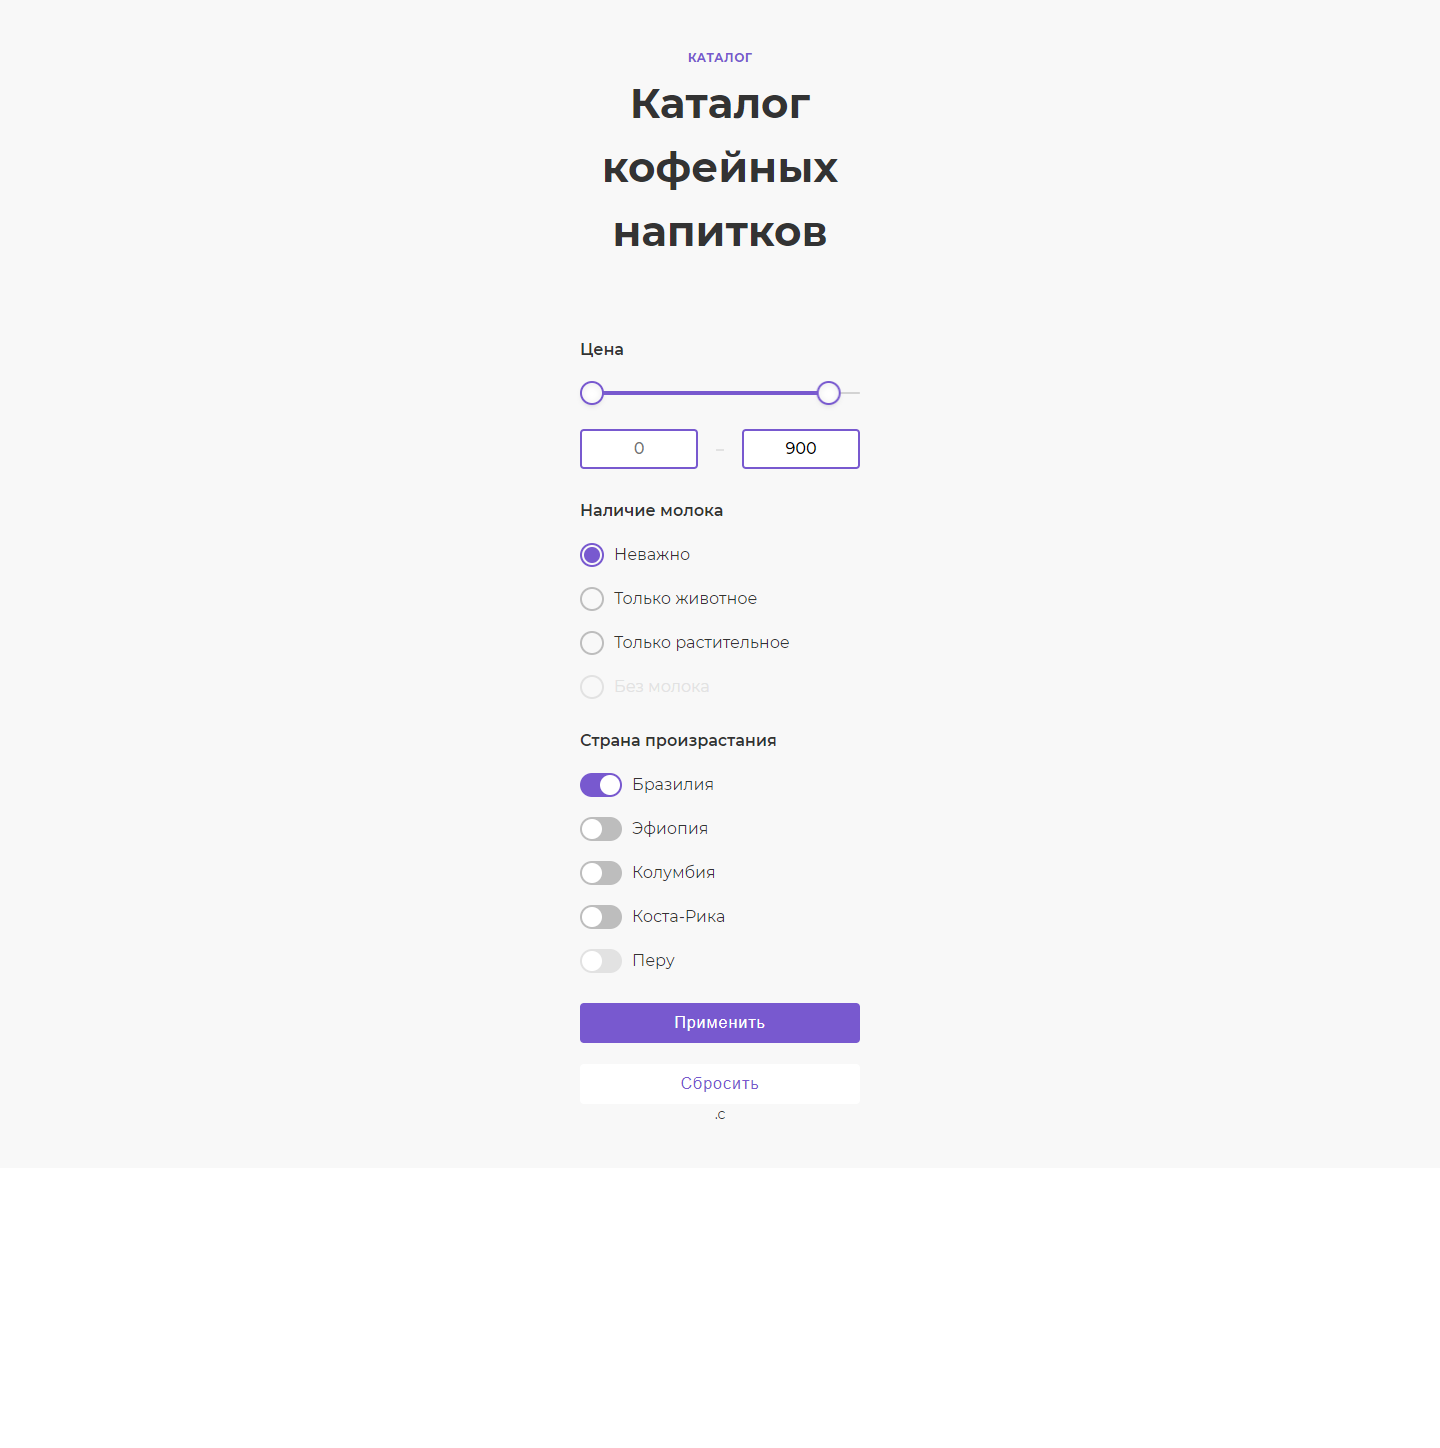 КАТАЛОГ
Каталог
кофейных
напитков
Цена
0 – 900
Наличие молока
Неважно
Только животное
Только растительное
Без молока
Страна произрастания
Бразилия
Эфиопия
Колумбия
Коста-Рика
Перу
Применить
Сбросить
.с